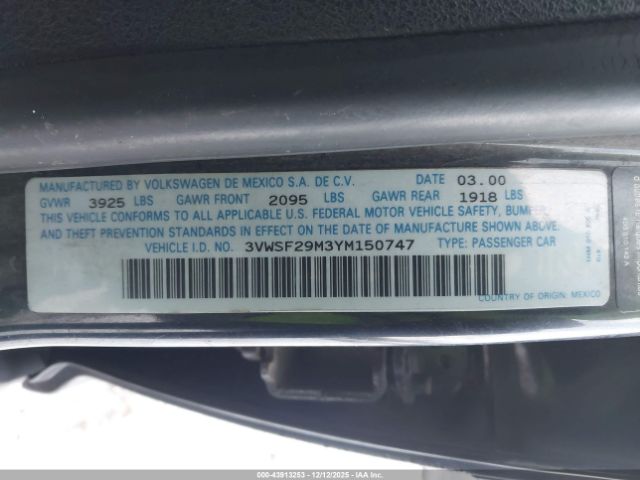 MANUFACTURED BY VOLKSWAGEN DE MEXICO S.A. DE C.V. DATE 03.00
GVWR 3925 LBS GAWR FRONT 2095 LBS GAWR REAR 1918 LBS
THIS VEHICLE CONFORMS TO ALL APPLICABLE U.S. FEDERAL MOTOR VEHICLE SAFETY, BUMPER
AND THEFT PREVENTION STANDARDS IN EFFECT ON THE DATE OF MANUFACTURE SHOWN ABOVE.
VEHICLE I.D. NO. 3VWSF29M3YM150747 TYPE: PASSENGER CAR
COUNTRY OF ORIGIN: MEXICO
000-43913253 - 12/12/2025 - IAAI.com